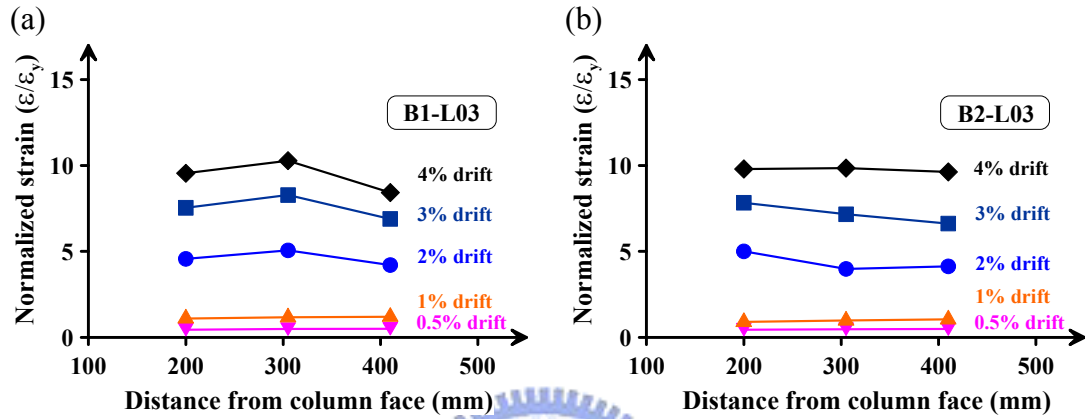 (a)
Normalized strain (ε/εy)
15
10
5
0
B1-L03
4% drift
3% drift
2% drift
1% drift
0.5% drift
100 200 300 400 500
Distance from column face (mm)
(b)
Normalized strain (ε/εy)
15
10
5
0
B2-L03
4% drift
3% drift
2% drift
1% drift
0.5% drift
100 200 300 400 500
Distance from column face (mm)